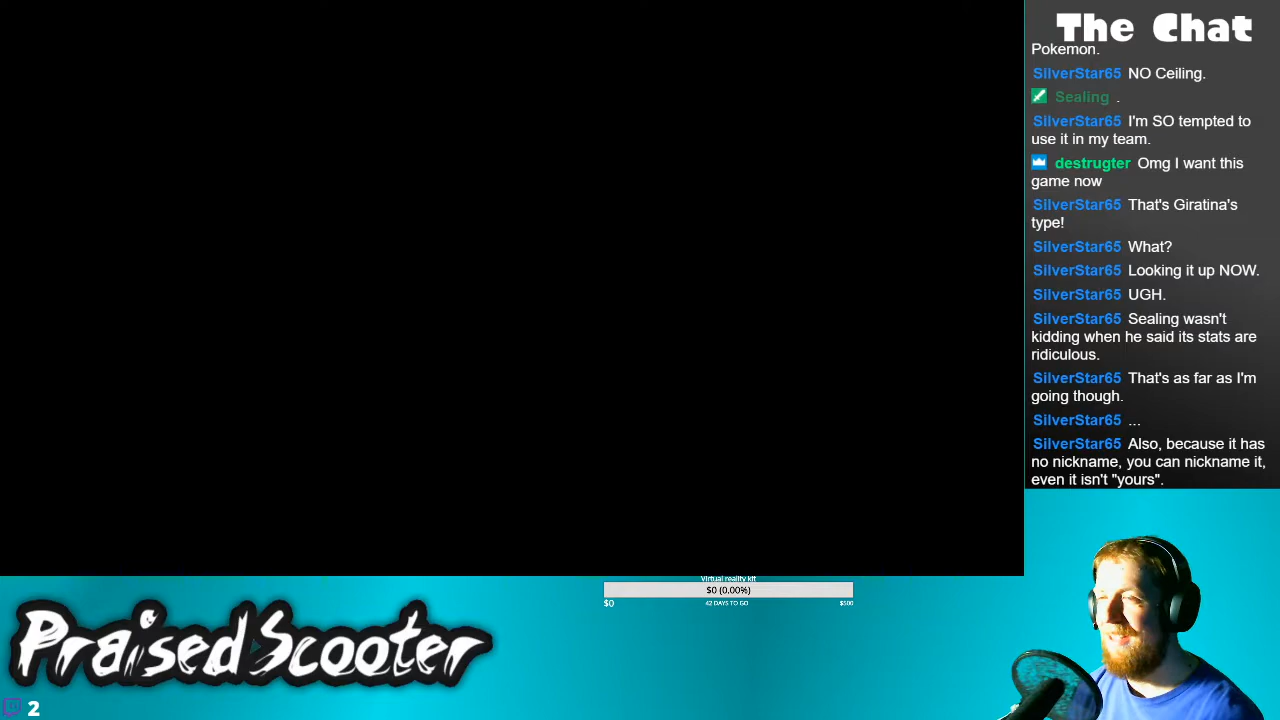 The Chat
Pokemon.
SilverStar65 NO Ceiling.
Sealing .
SilverStar65 I'm SO tempted to
use it in my team.
destrugter Omg I want this
game now
SilverStar65 That's Giratina's
type!
SilverStar65 What?
SilverStar65 Looking it up NOW.
SilverStar65 UGH.
SilverStar65 Sealing wasn't
kidding when he said its stats are
ridiculous.
SilverStar65 That's as far as I'm
going though.
SilverStar65 ...
SilverStar65 Also, because it has
no nickname, you can nickname it,
even it isn't "yours".
Virtual reality kit
$0 (0.00%)
$0 42 DAYS TO GO $500
PraisedScooter
2